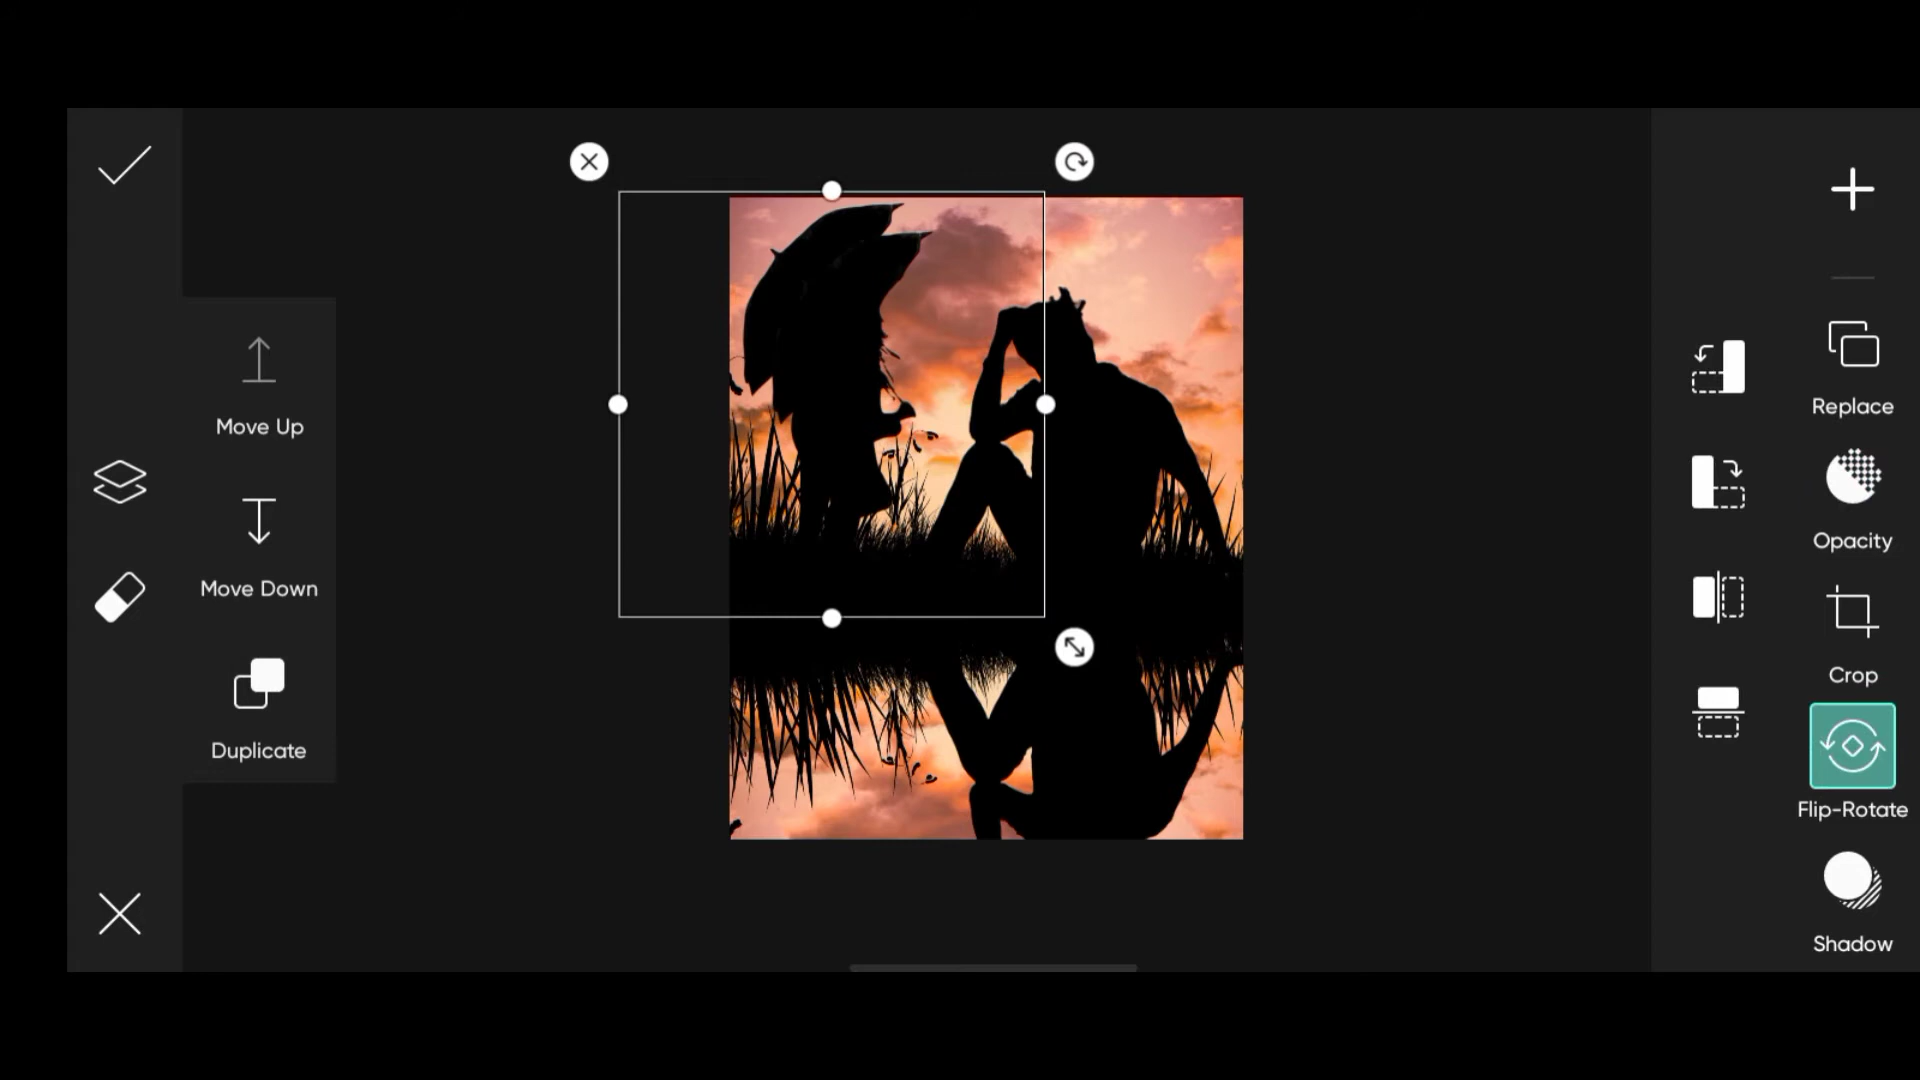 Move Up
Move Down
Duplicate
Replace
Opacity
Crop
Flip-Rotate
Shadow